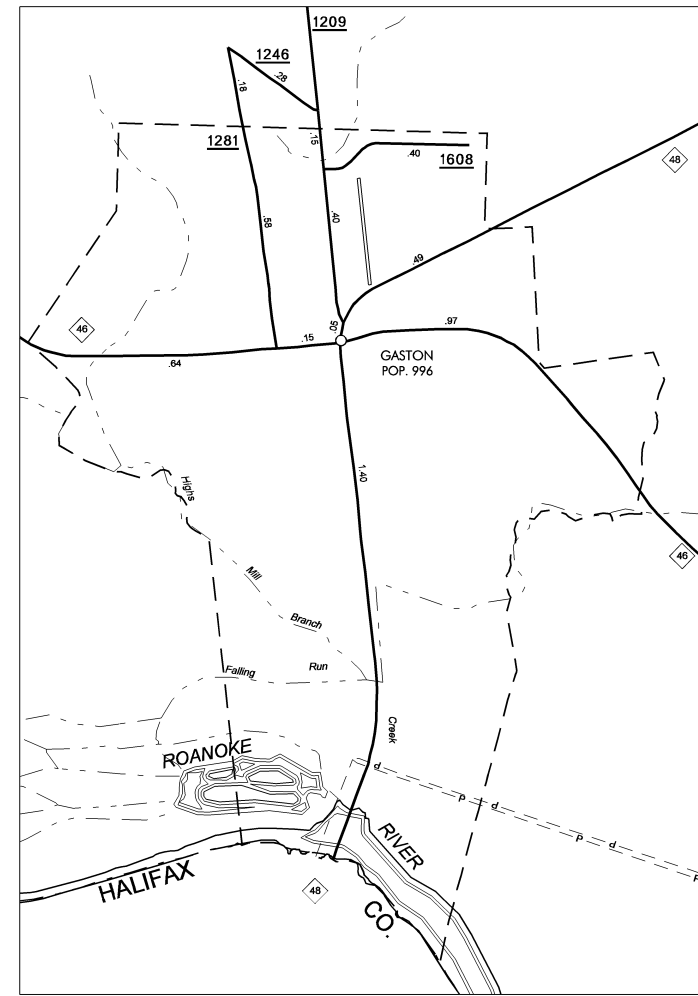 1209
1246
.28
.18
1281
.15
.40
1608
48
.58
.40
.49
46
.50
.15
.97
.64
GASTON
POP. 996
1.40
Highs
46
Mill
Branch
Falling
Run
Creek
ROANOKE
P
d
P
d
RIVER
P
d
P
HALIFAX
48
CO.